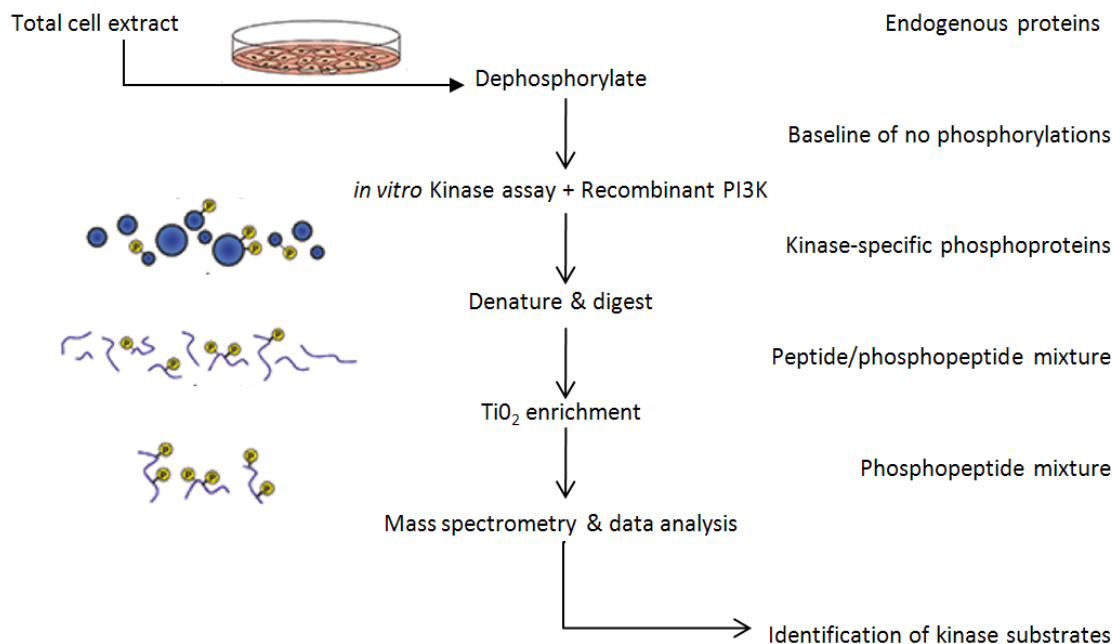 Total cell extract
Endogenous proteins
Dephosphorylate
Baseline of no phosphorylations
in vitro Kinase assay + Recombinant PI3K
P
P
P
P
P
Kinase-specific phosphoproteins
Denature & digest
P
P
P
P
P
Peptide/phosphopeptide mixture
Ti0₂ enrichment
P
P
P
P
P
P
Phosphopeptide mixture
Mass spectrometry & data analysis
Identification of kinase substrates